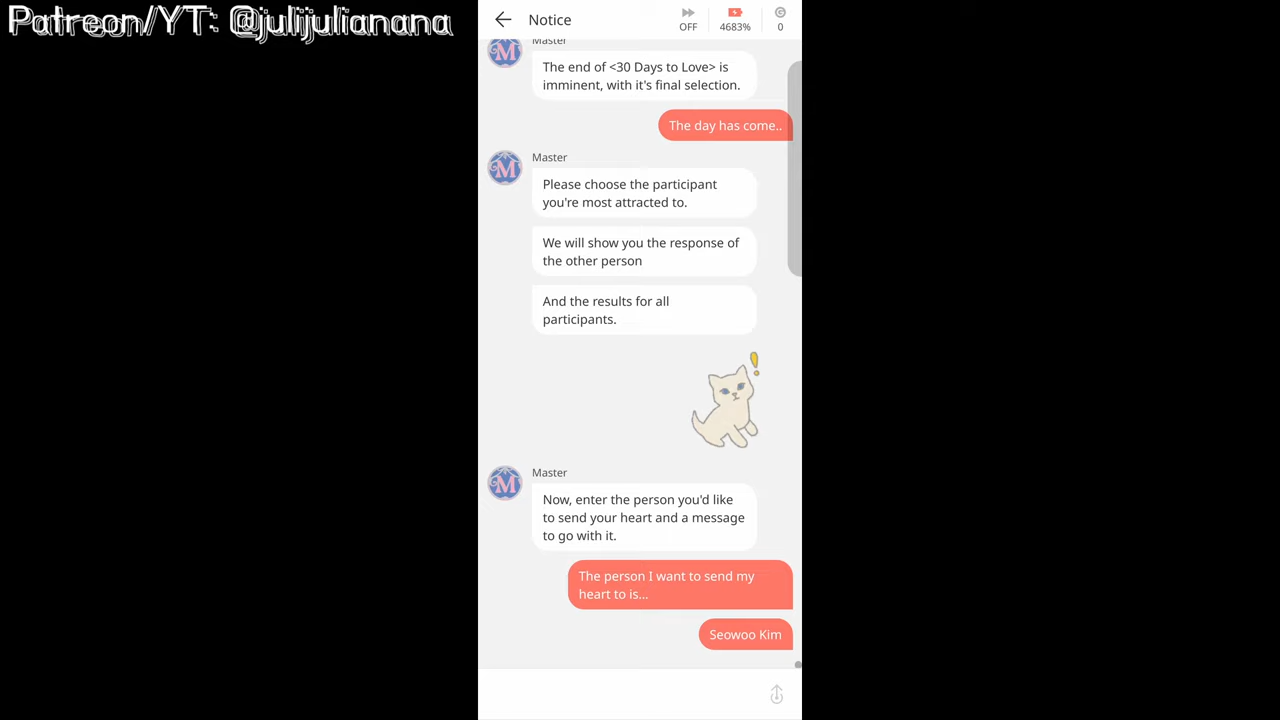 Patreon/YT: @julijulianana
Notice
OFF
4683%
0
Master
The end of <30 Days to Love> is
imminent, with it's final selection.
The day has come..
Master
Please choose the participant
you're most attracted to.
We will show you the response of
the other person
And the results for all
participants.
Master
Now, enter the person you'd like
to send your heart and a message
to go with it.
The person I want to send my
heart to is...
Seowoo Kim